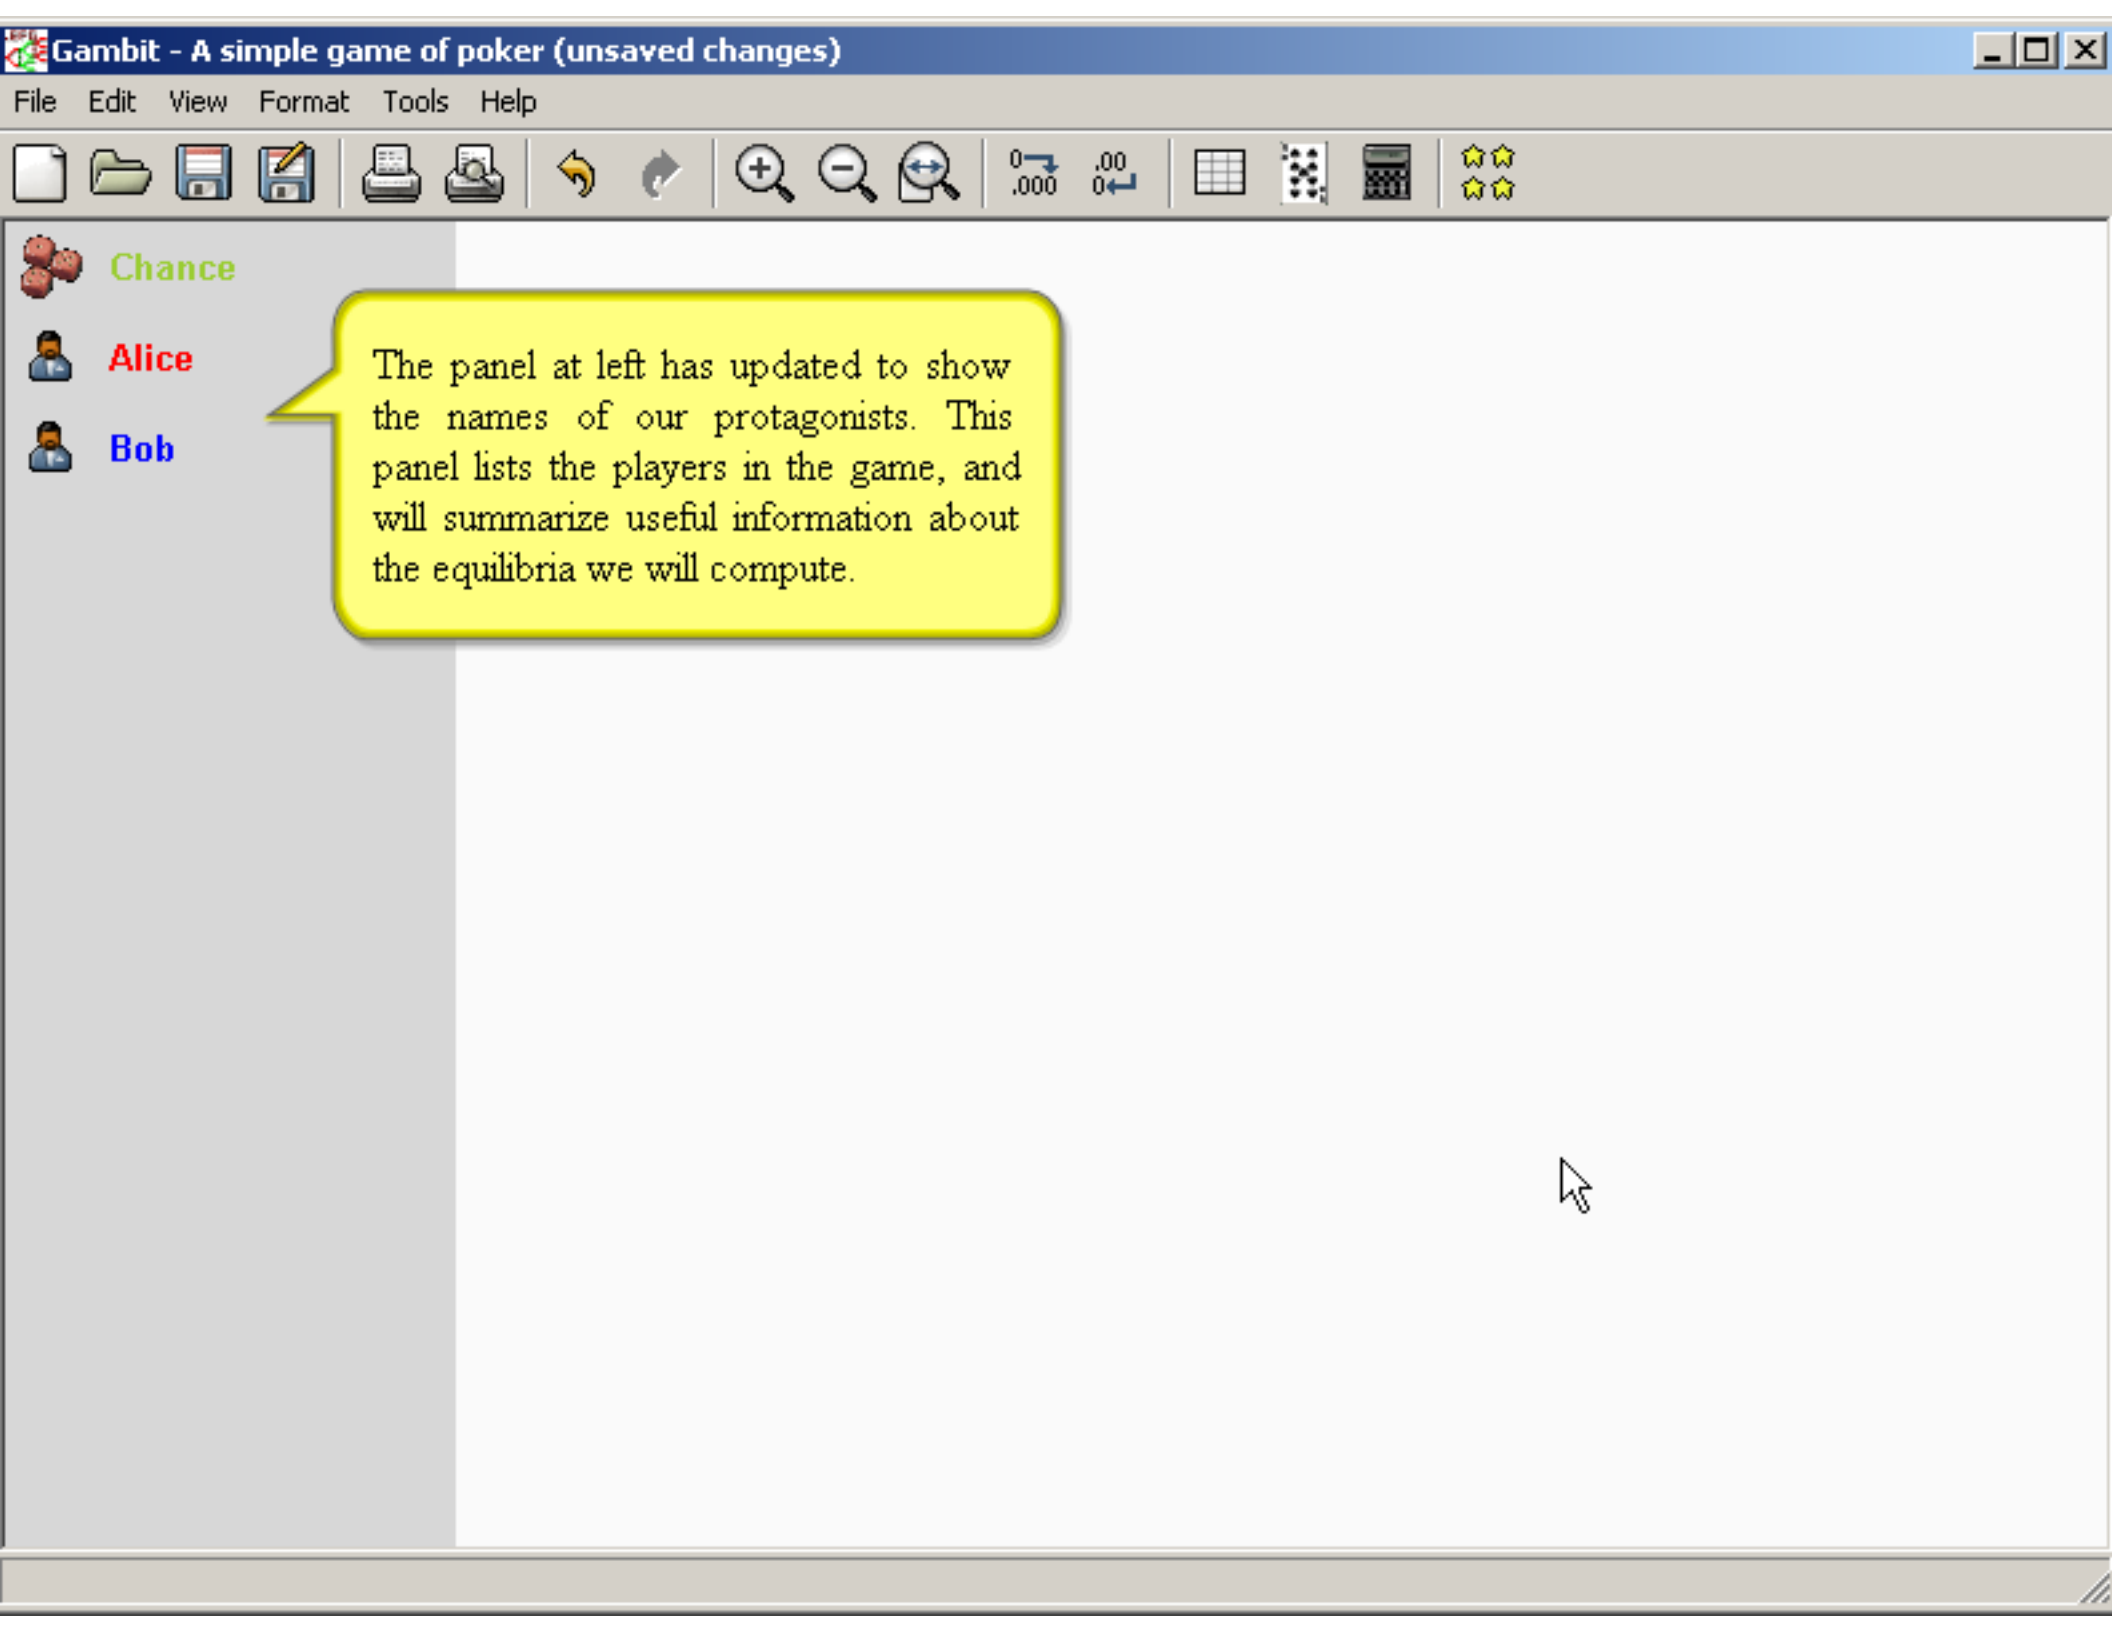 Gambit - A simple game of poker (unsaved changes)
File Edit View Format Tools Help
0 .000 .00 0
Chance
Alice
Bob
The panel at left has updated to show
the names of our protagonists. This
panel lists the players in the game, and
will summarize useful information about
the equilibria we will compute.